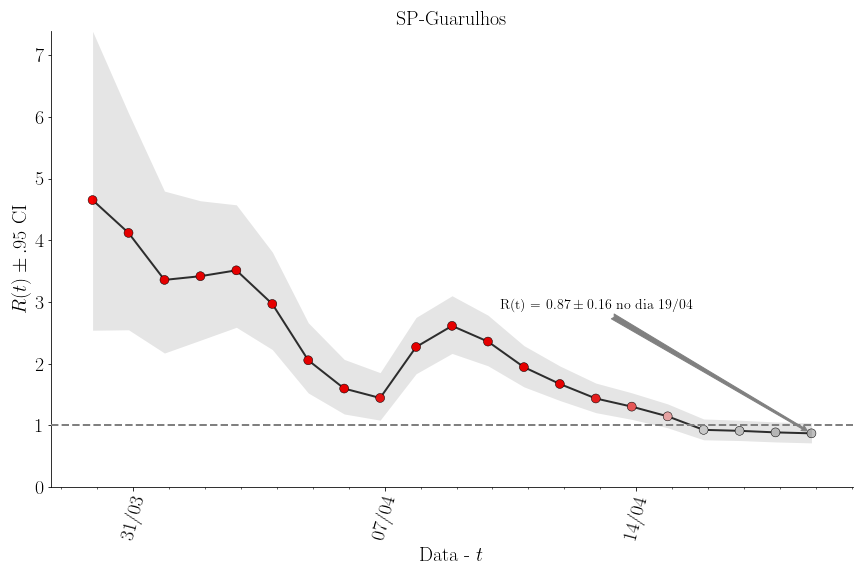 SP-Guarulhos
7
6
5
4
3
2
1
0
R(t) ± .95 CI
R(t) = 0.87 ± 0.16 no dia 19/04
31/03
07/04
14/04
Data - t